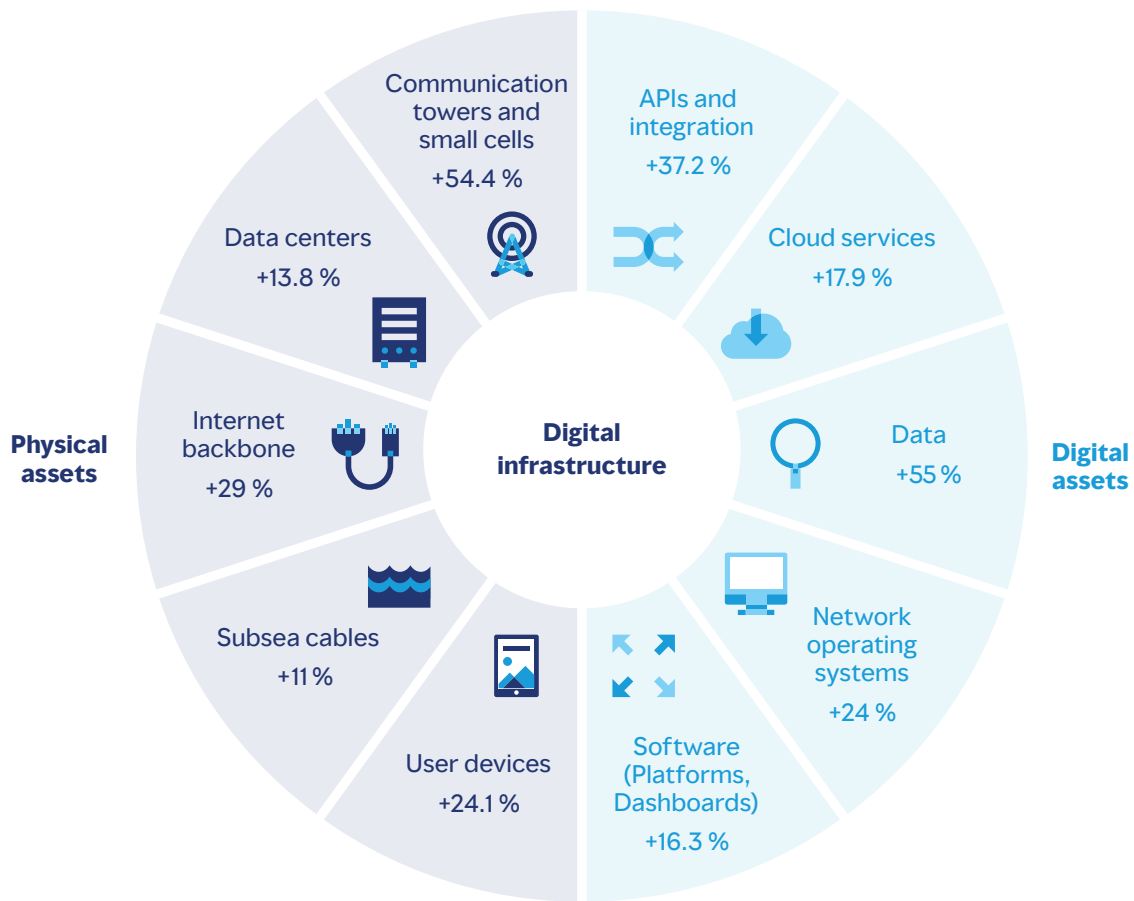 Communication
towers and
small cells
+54.4 %
APIs and
integration
+37.2 %
Data centers
+13.8 %
Cloud services
+17.9 %
Physical
assets
Internet
backbone
+29 %
Digital
infrastructure
Data
+55 %
Digital
assets
Subsea cables
+11 %
Network
operating
systems
+24 %
User devices
+24.1 %
Software
(Platforms,
Dashboards)
+16.3 %